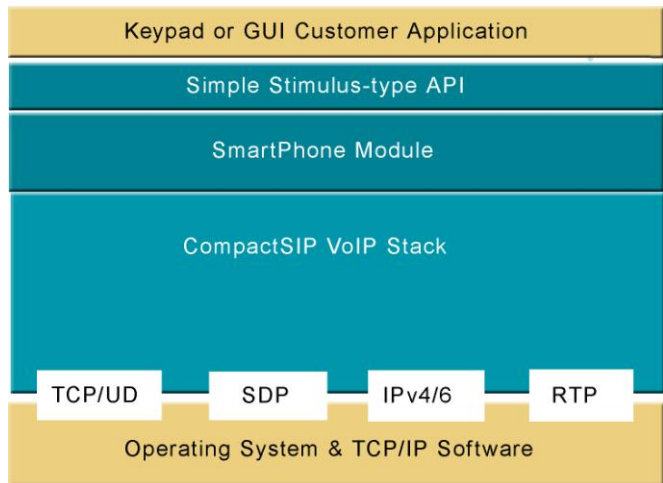 Keypad or GUI Customer Application
Simple Stimulus-type API
SmartPhone Module
CompactSIP VoIP Stack
TCP/UD SDP IPv4/6 RTP
Operating System & TCP/IP Software